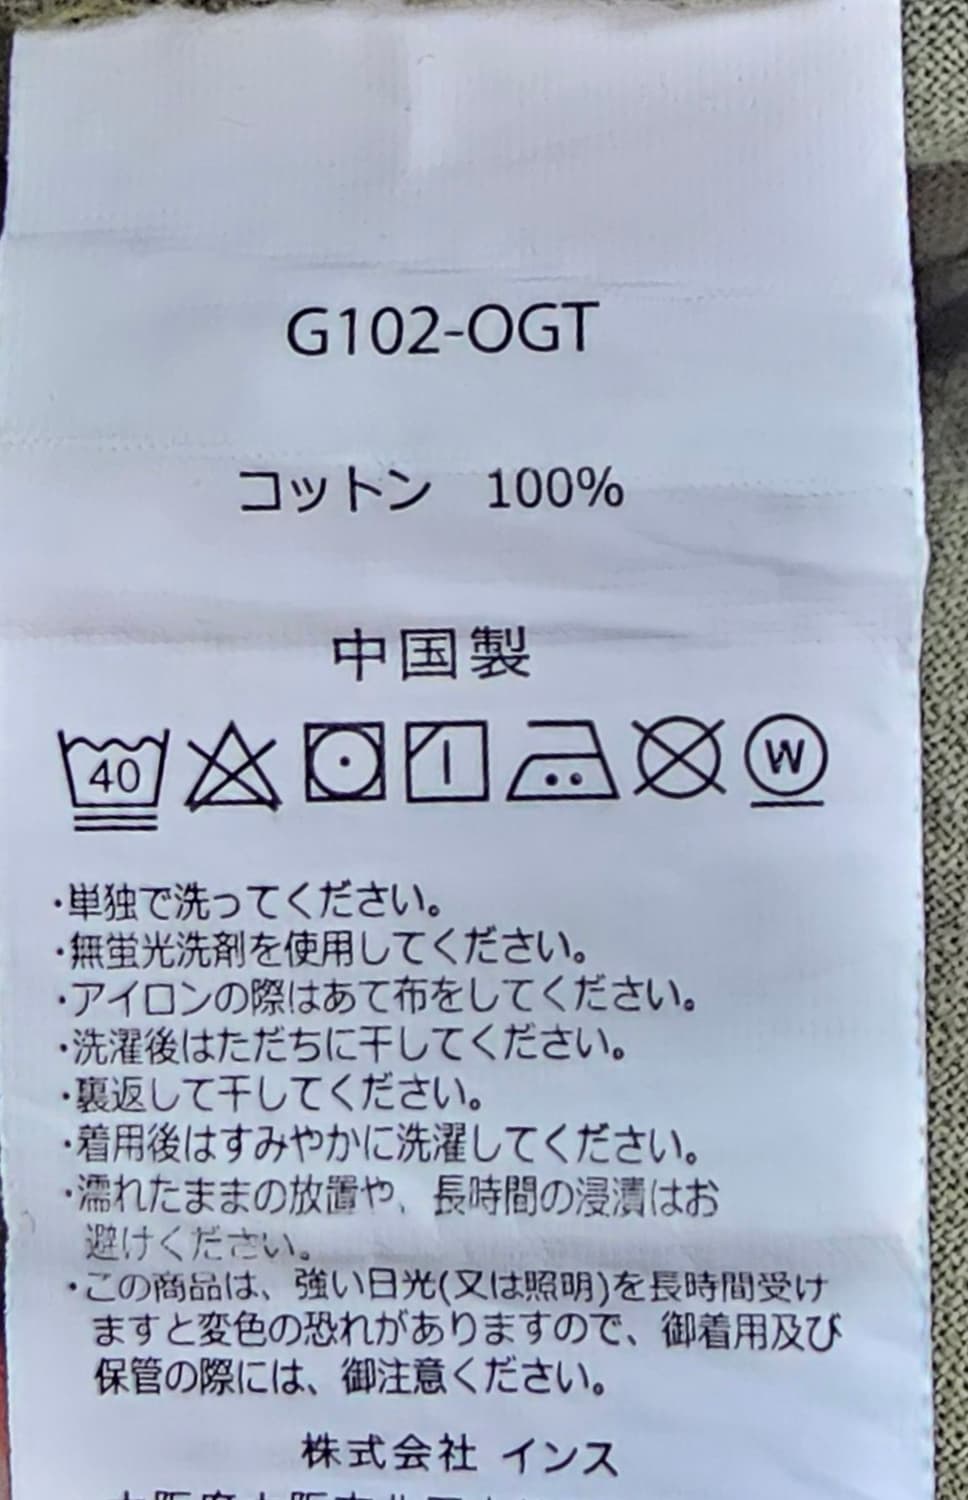 G102-OGT
コットン 100%
中国製
40 W
・単独で洗ってください。
・無蛍光洗剤を使用してください。
・アイロンの際はあて布をしてください。
・洗濯後はただちに干してください。
・裏返して干してください。
・着用後はすみやかに洗濯してください。
・濡れたままの放置や、長時間の浸漬はお
避けください。
・この商品は、強い日光(又は照明)を長時間受け
ますと変色の恐れがありますので、御着用及び
保管の際には、御注意ください。
株式会社 インス